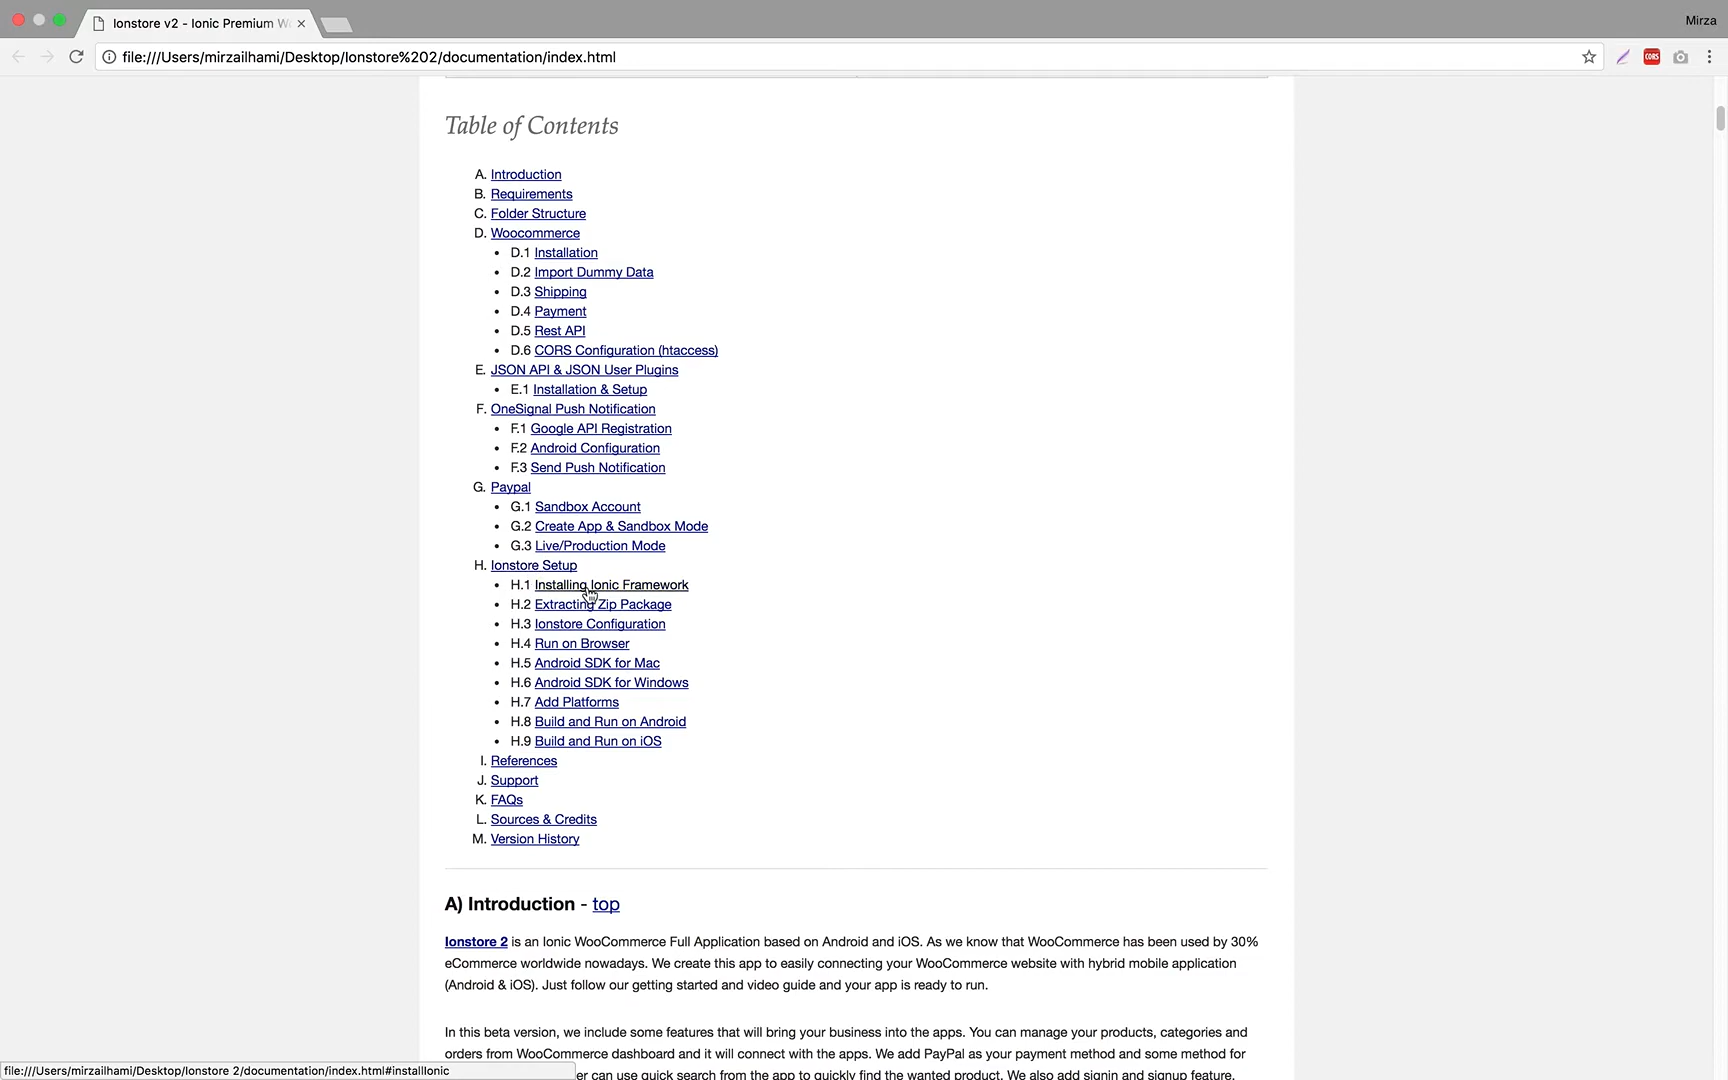 Ionstore v2 - Ionic Premium W
Mirza
file:///Users/mirzailhami/Desktop/Ionstore%202/documentation/index.html
CORS
Table of Contents
A. Introduction
B. Requirements
C. Folder Structure
D. Woocommerce
• D.1 Installation
• D.2 Import Dummy Data
• D.3 Shipping
• D.4 Payment
• D.5 Rest API
• D.6 CORS Configuration (htaccess)
E. JSON API & JSON User Plugins
• E.1 Installation & Setup
F. OneSignal Push Notification
• F.1 Google API Registration
• F.2 Android Configuration
• F.3 Send Push Notification
G. Paypal
• G.1 Sandbox Account
• G.2 Create App & Sandbox Mode
• G.3 Live/Production Mode
H. Ionstore Setup
• H.1 Installing Ionic Framework
• H.2 Extracting Zip Package
• H.3 Ionstore Configuration
• H.4 Run on Browser
• H.5 Android SDK for Mac
• H.6 Android SDK for Windows
• H.7 Add Platforms
• H.8 Build and Run on Android
• H.9 Build and Run on iOS
I. References
J. Support
K. FAQs
L. Sources & Credits
M. Version History
A) Introduction - top
Ionstore 2 is an Ionic WooCommerce Full Application based on Android and iOS. As we know that WooCommerce has been used by 30%
eCommerce worldwide nowadays. We create this app to easily connecting your WooCommerce website with hybrid mobile application
(Android & iOS). Just follow our getting started and video guide and your app is ready to run.
In this beta version, we include some features that will bring your business into the apps. You can manage your products, categories and
orders from WooCommerce dashboard and it will connect with the apps. We add PayPal as your payment method and some method for
er can use quick search from the app to quickly find the wanted product. We also add signin and signup feature.
file:///Users/mirzailhami/Desktop/Ionstore 2/documentation/index.html#installIonic